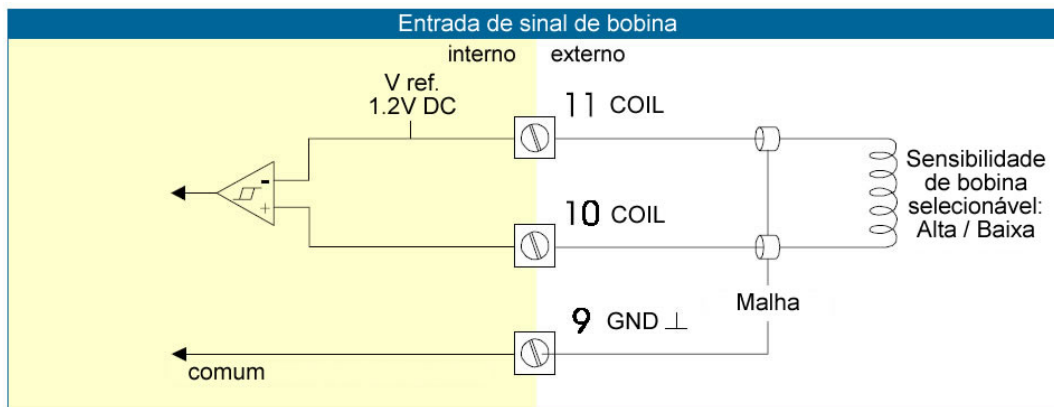 Entrada de sinal de bobina
interno
externo
V ref.
1.2V DC
11 COIL
-
+
10 COIL
Sensibilidade
de bobina
selecionável:
Alta / Baixa
Malha
9 GND ⊥
comum